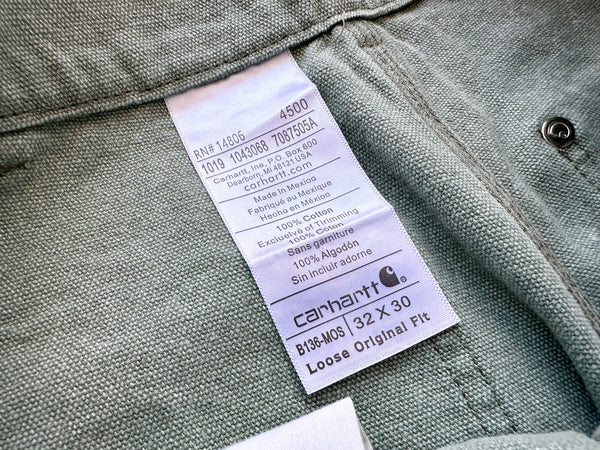 4500
RN# 14806
1019 1043068 7087505A
Carhartt, Inc, P.O. BOX 600
Dearborn, MI 48121 USA
carhartt.com
Made in Mexico
Fabriqué au Mexique
Hecho en México
100% Cotton
Exclusive of Tirimming
100% Coton
Sans garniture
100% Algodón
Sin incluir adorne
carhartt ®
B136-MOS 32 X 30
Loose Original Fit